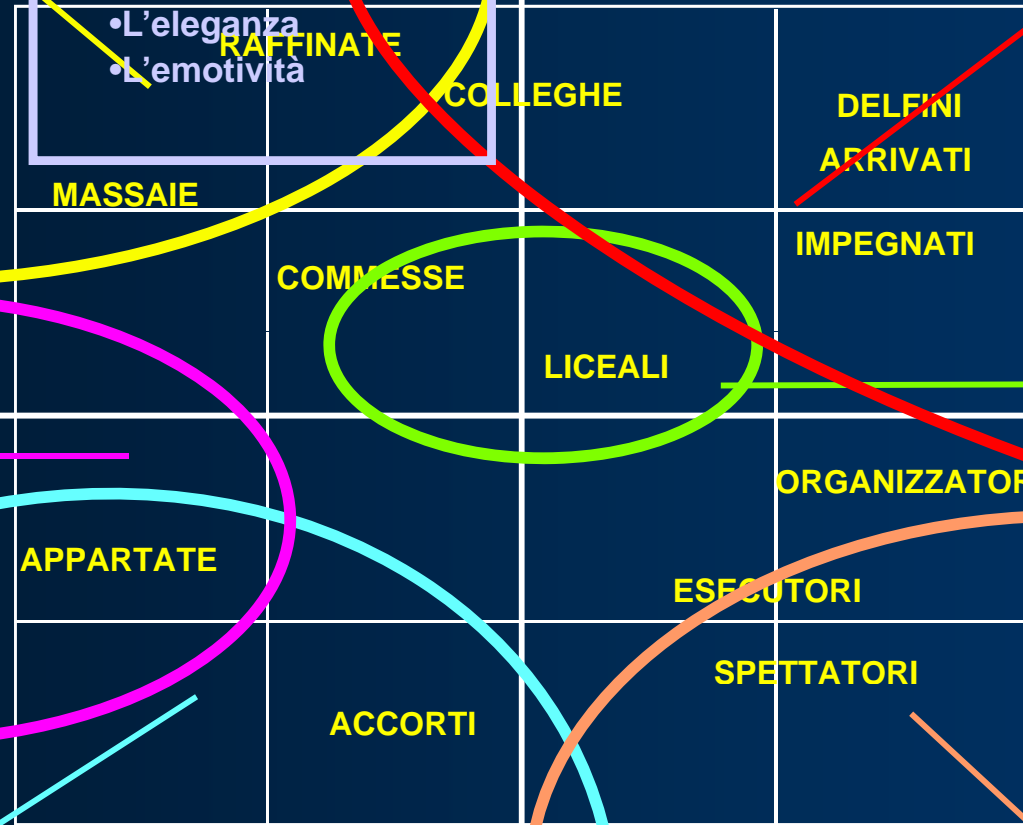 •L'eleganza
RAFFINATE
•L'emotività
COLLEGHE
DELFINI
ARRIVATI
MASSAIE
IMPEGNATI
COMMESSE
LICEALI
ORGANIZZATOR
APPARTATE
ESECUTORI
SPETTATORI
ACCORTI